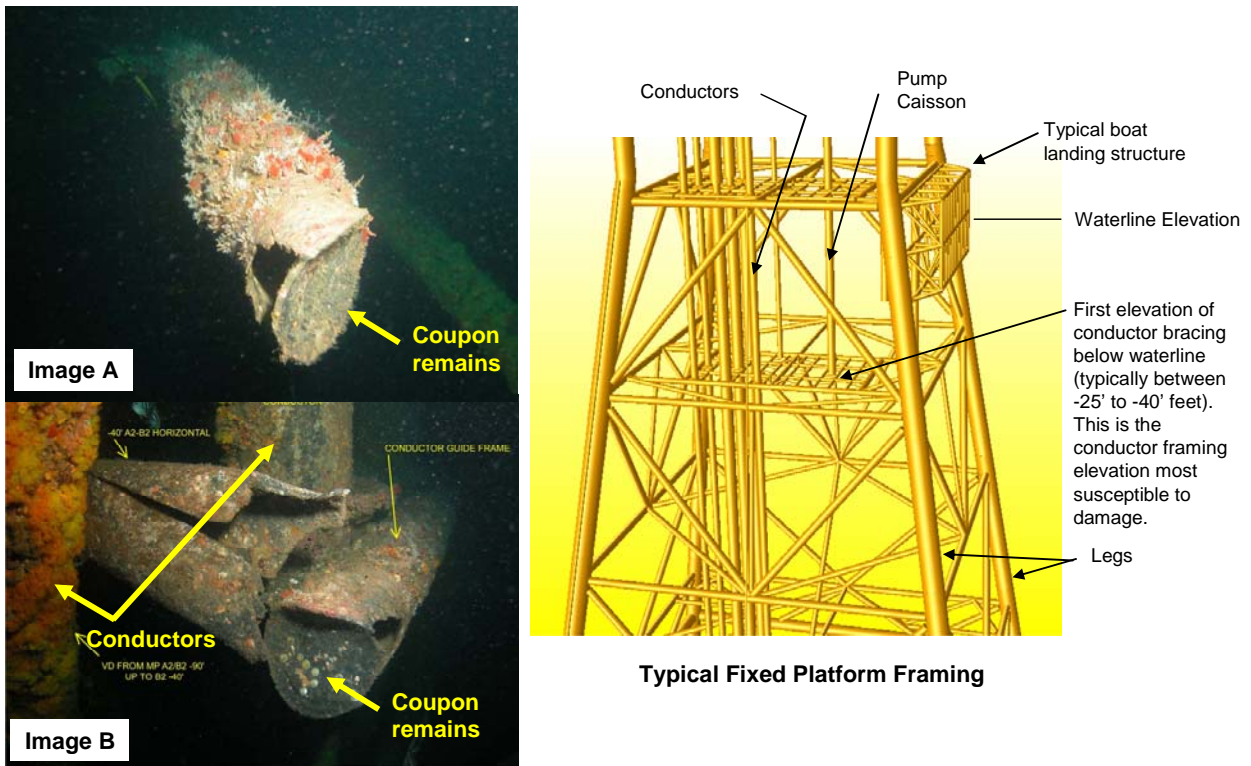 Coupon
remains
Image A
CONDUCTOR
-40' A2-B2 HORIZONTAL
CONDUCTOR GUIDE FRAME
Conductors
VD FROM MP A2/B2 -90'
UP TO B2 -40'
Coupon
remains
Image B
Conductors
Pump
Caisson
Typical boat
landing structure
Waterline Elevation
First elevation of
conductor bracing
below waterline
(typically between
-25' to -40' feet).
This is the
conductor framing
elevation most
susceptible to
damage.
Legs
Typical Fixed Platform Framing